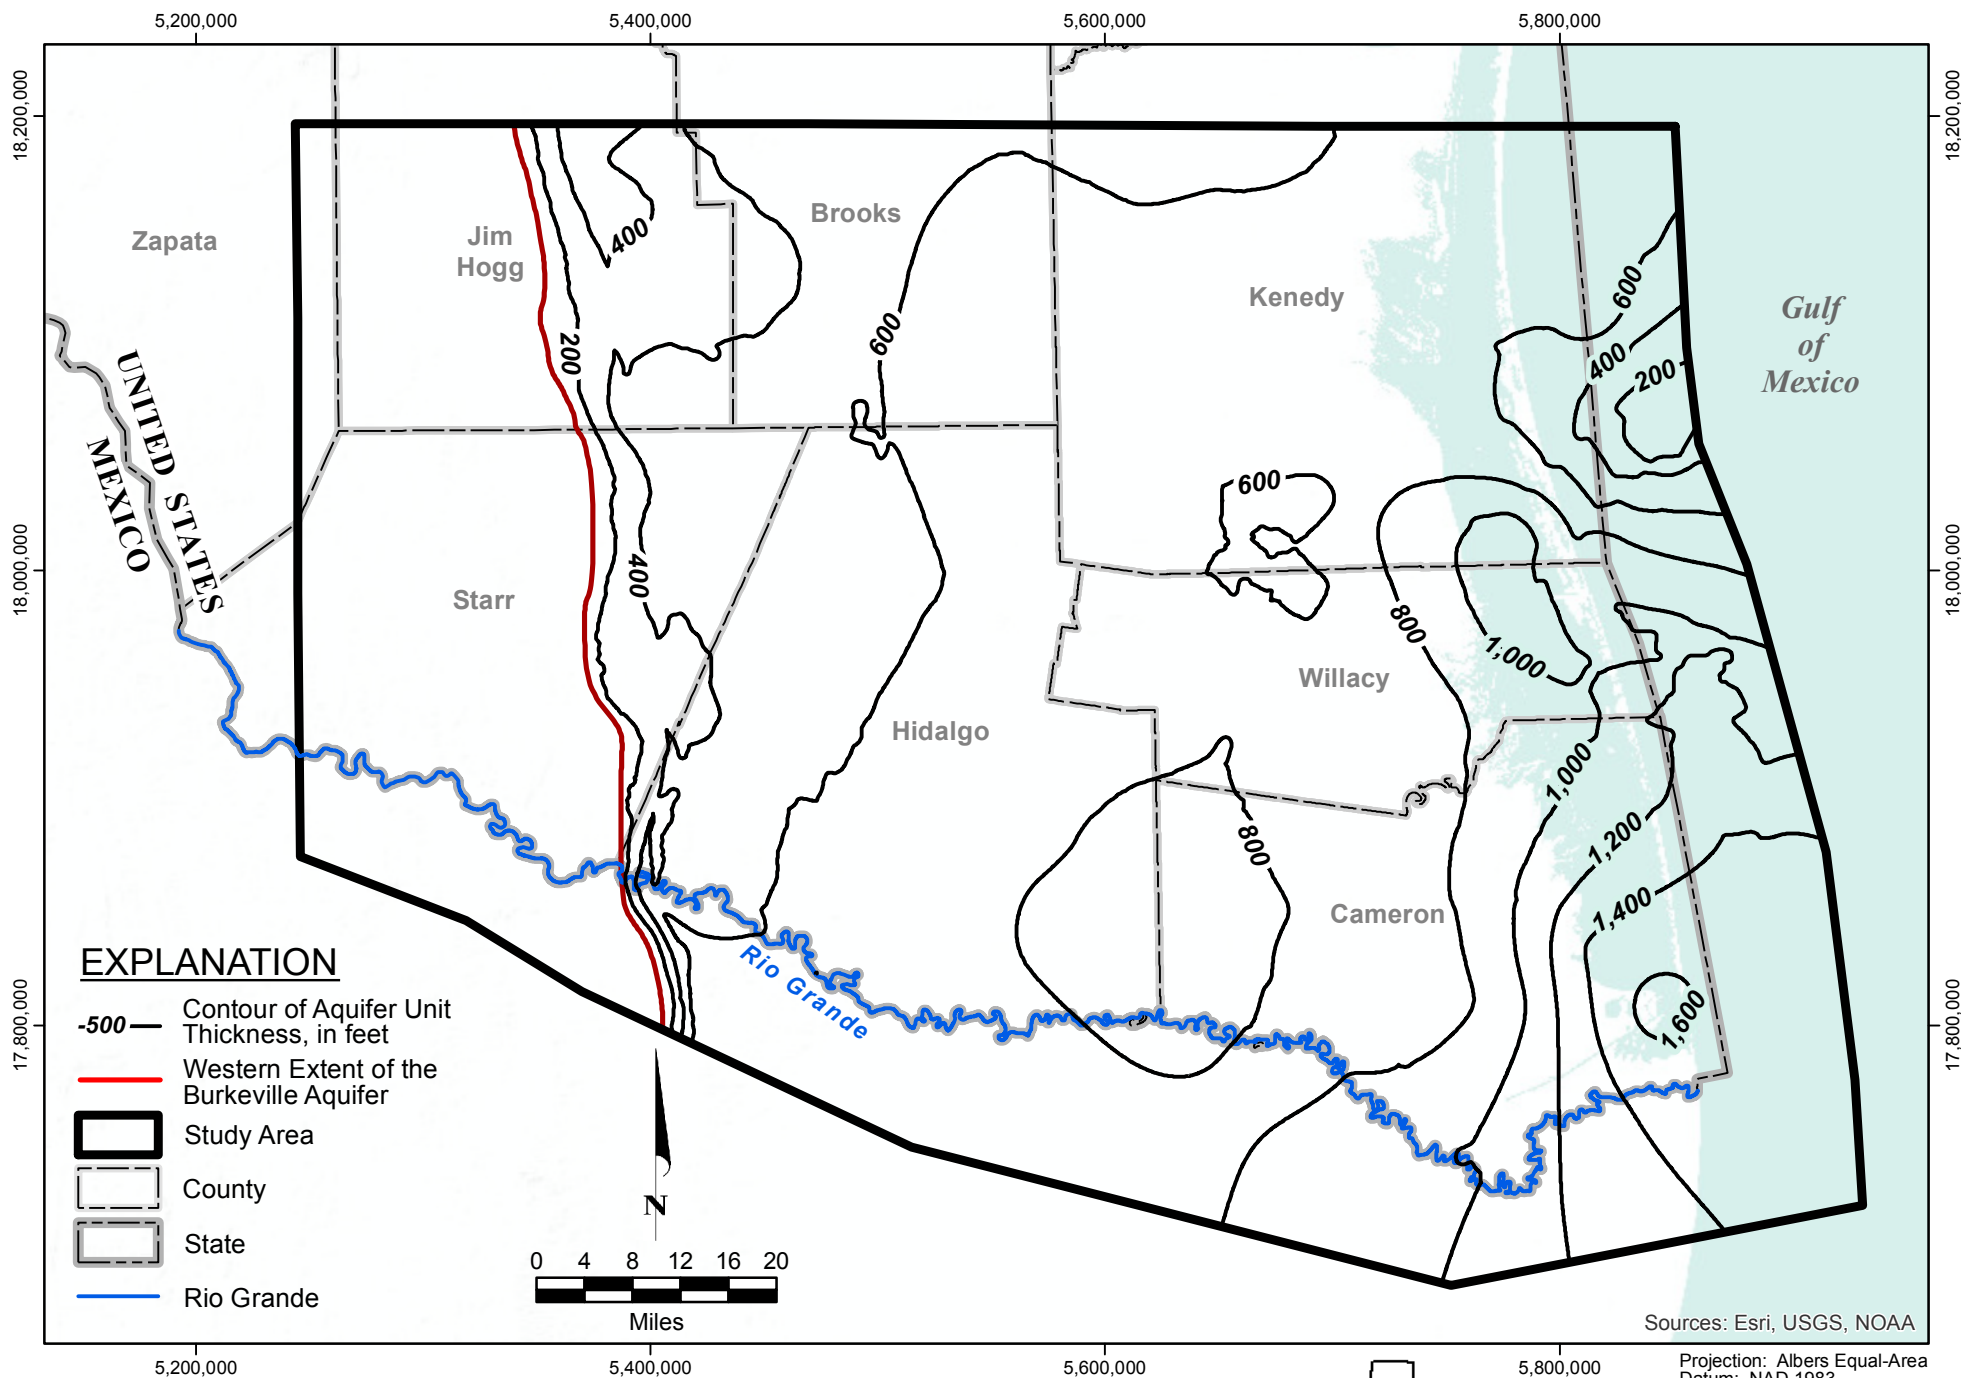 5,200,000
5,400,000
5,600,000
5,800,000
18,200,000
18,200,000
Zapata
Jim
Hogg
Brooks
Kenedy
Gulf
of
Mexico
400
200
600
600
400
200
UNITED STATES
MEXICO
600
18,000,000
18,000,000
400
Starr
800
1,000
Willacy
Hidalgo
1,000
800
1,200
1,400
Cameron
1,600
Rio Grande
17,800,000
17,800,000
EXPLANATION
-500
Contour of Aquifer Unit
Thickness, in feet
Western Extent of the
Burkeville Aquifer
Study Area
County
State
Rio Grande
N
0 4 8 12 16 20
Miles
Sources: Esri, USGS, NOAA
5,200,000
5,400,000
5,600,000
5,800,000
Projection: Albers Equal-Area
Datum: NAD 1983